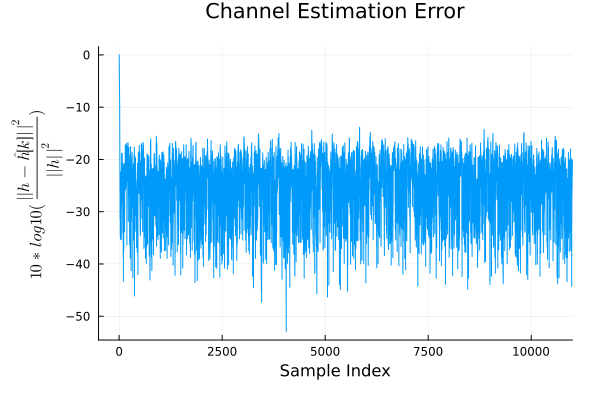 Channel Estimation Error
10 * log10( ||h − ĥ[k]||² / ||h||² )
0
−10
−20
−30
−40
−50
0 2500 5000 7500 10000
Sample Index